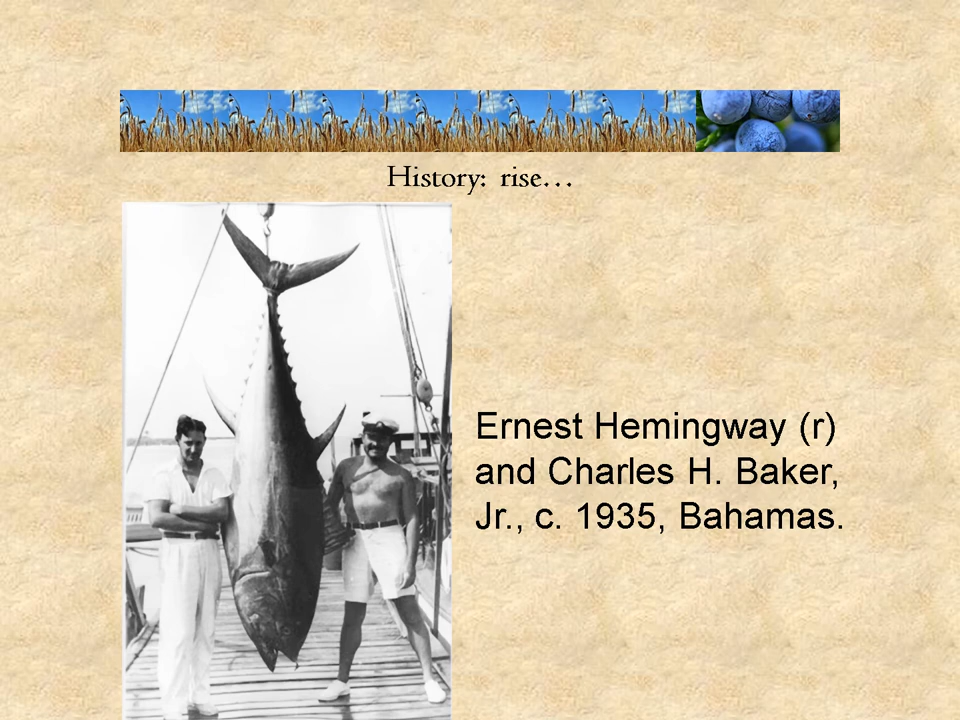 History: rise…
Ernest Hemingway (r)
and Charles H. Baker,
Jr., c. 1935, Bahamas.